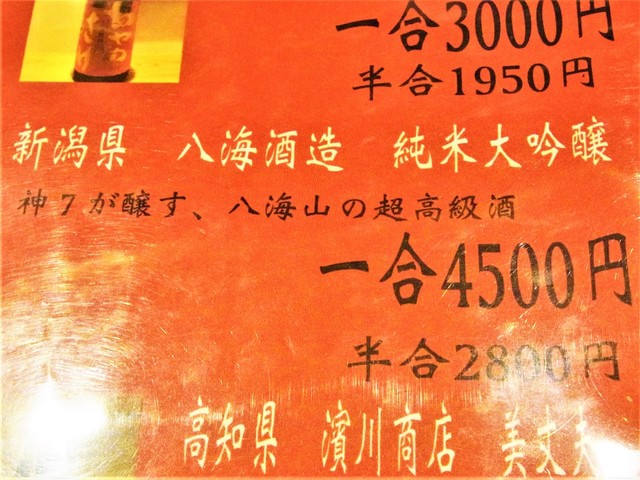 一合3000円
半合1950円
新潟県 八海酒造 純米大吟醸
神7が醸す、八海山の超高級酒
一合4500円
半合2800円
高知県 濱川商店 美丈夫